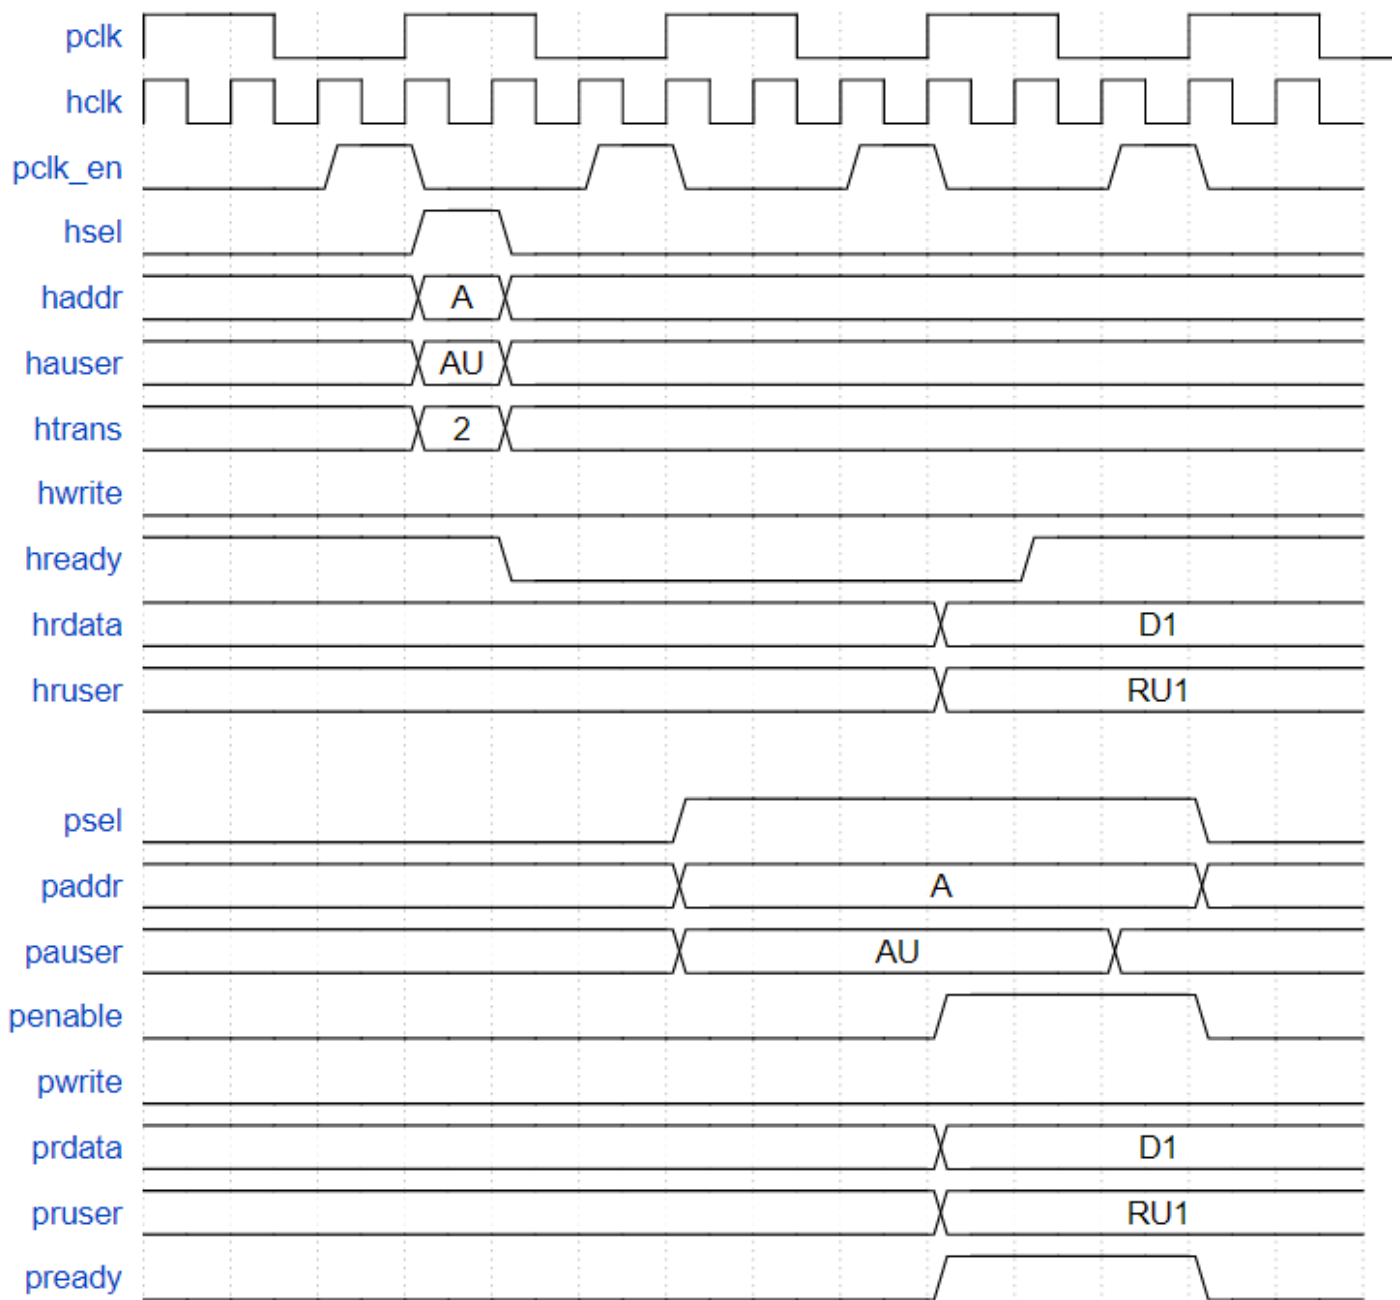 pclk
hclk
pclk_en
hsel
haddr A
hauser AU
htrans 2
hwrite
hready
hrdata D1
hruser RU1
psel
paddr A
pauser AU
penable
pwrite
prdata D1
pruser RU1
pready